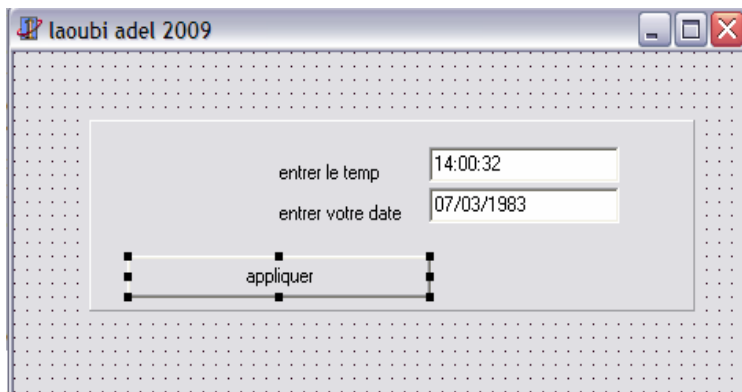 laoubi adel 2009
entrer le temp 14:00:32
entrer votre date 07/03/1983
appliquer